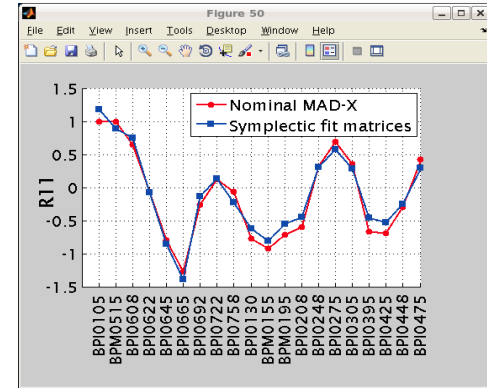 Figure 50
File Edit View Insert Tools Desktop Window Help
1.5
1
0.5
0
-0.5
-1
-1.5
R11
Nominal MAD-X
Symplectic fit matrices
BPI0105
BPM0515
BPI0608
BPI0622
BPI0645
BPI0665
BPI0692
BPI0722
BPI0758
BPI0130
BPM0155
BPM0195
BPI0208
BPI0248
BPI0275
BPI0305
BPI0395
BPI0425
BPI0448
BPI0475